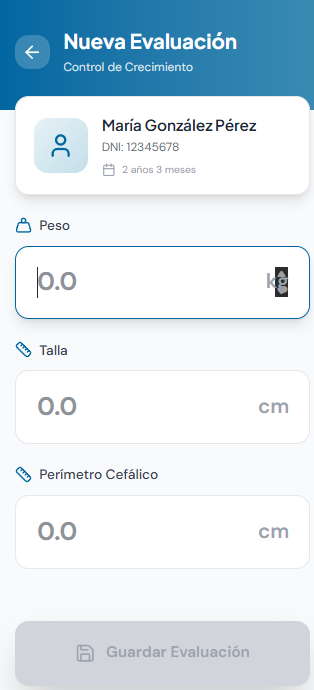 Nueva Evaluación
Control de Crecimiento
María González Pérez
DNI: 12345678
2 años 3 meses
Peso
0.0 kg
Talla
0.0 cm
Perímetro Cefálico
0.0 cm
Guardar Evaluación